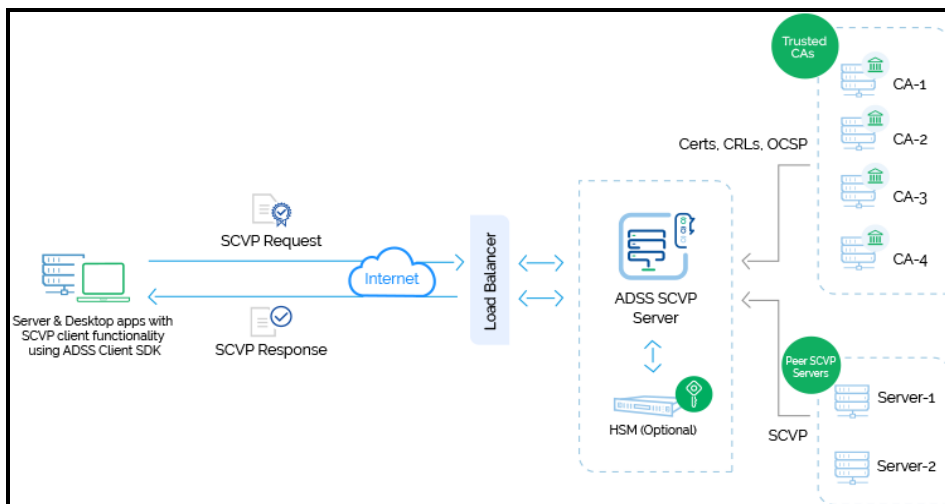 Trusted
CAs
CA-1
CA-2
CA-3
CA-4
Certs, CRLs, OCSP
SCVP Request
Internet
Load Balancer
Server & Desktop apps with
SCVP client functionality
using ADSS Client SDK
SCVP Response
ADSS SCVP
Server
HSM (Optional)
Peer SCVP
Servers
Server-1
SCVP
Server-2